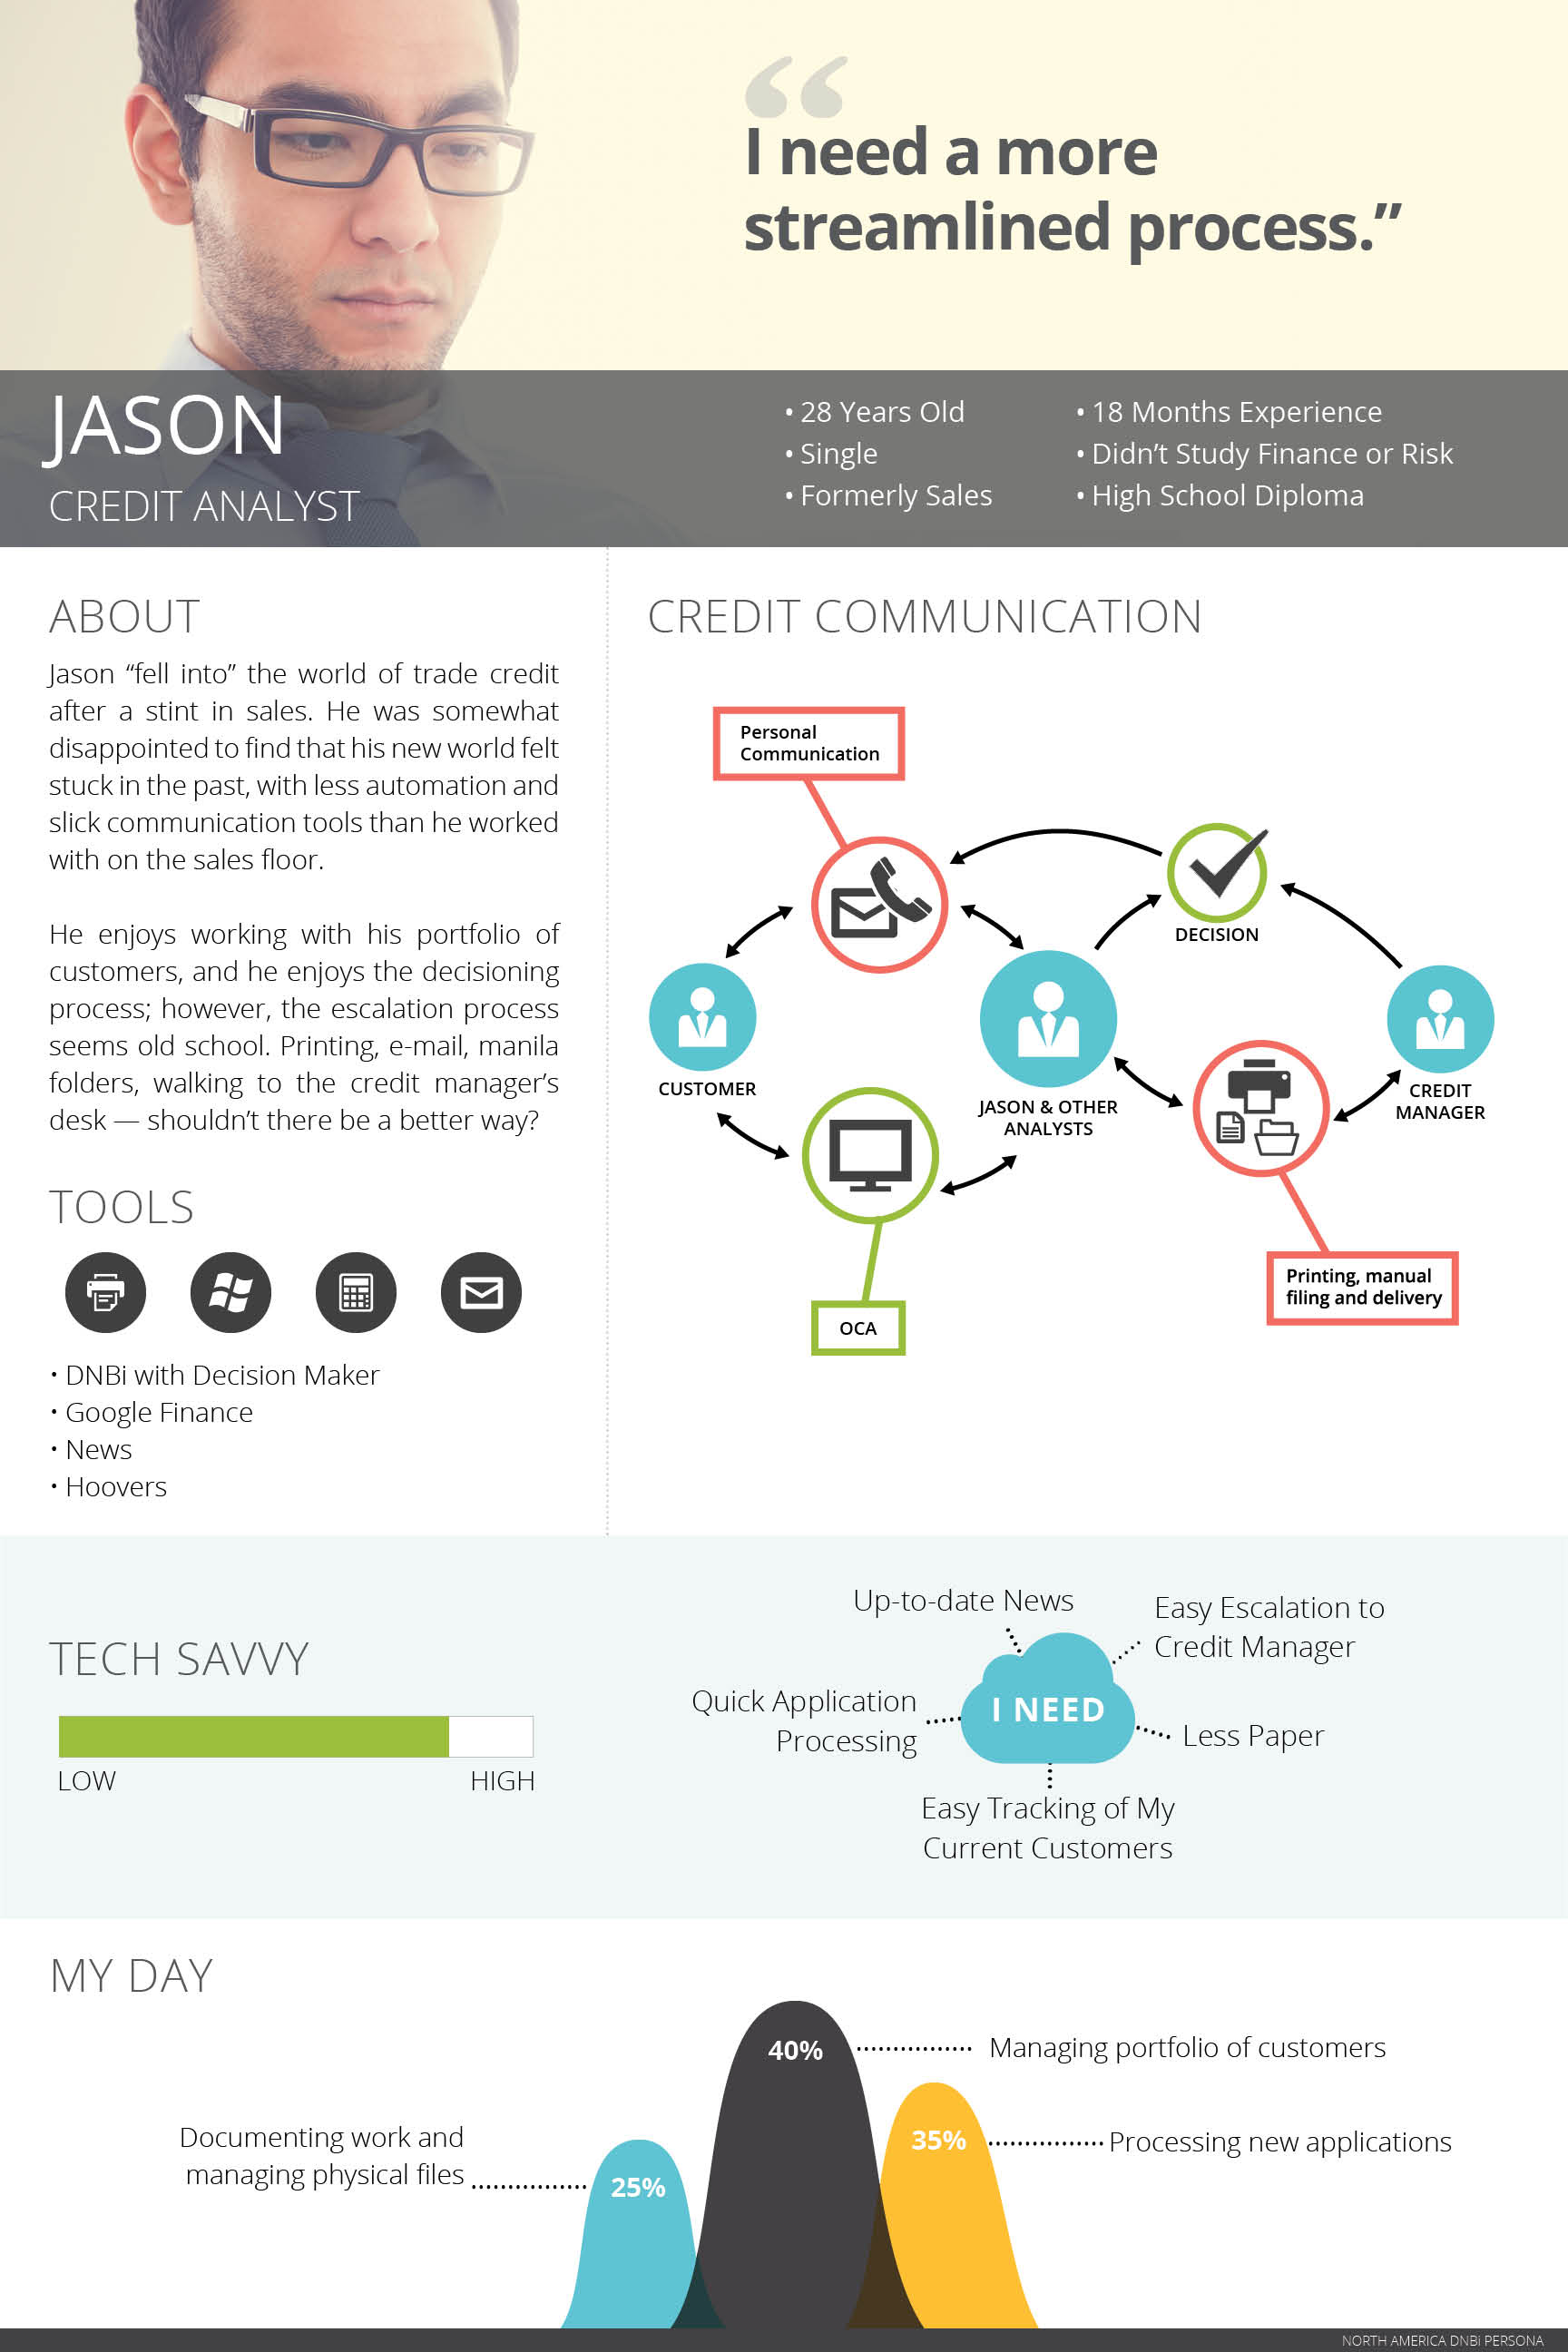 “
I need a more
streamlined process.”
JASON
CREDIT ANALYST
• 28 Years Old
• Single
• Formerly Sales
• 18 Months Experience
• Didn’t Study Finance or Risk
• High School Diploma
ABOUT
Jason “fell into” the world of trade credit
after a stint in sales. He was somewhat
disappointed to find that his new world felt
stuck in the past, with less automation and
slick communication tools than he worked
with on the sales floor.
He enjoys working with his portfolio of
customers, and he enjoys the decisioning
process; however, the escalation process
seems old school. Printing, e-mail, manila
folders, walking to the credit manager’s
desk — shouldn’t there be a better way?
TOOLS
• DNBi with Decision Maker
• Google Finance
• News
• Hoovers
CREDIT COMMUNICATION
Personal
Communication
DECISION
CUSTOMER
JASON & OTHER
ANALYSTS
CREDIT
MANAGER
Printing, manual
filing and delivery
OCA
TECH SAVVY
LOW
HIGH
Up-to-date News
Easy Escalation to
Credit Manager
Quick Application
Processing
I NEED
Less Paper
Easy Tracking of My
Current Customers
MY DAY
40%
Managing portfolio of customers
Documenting work and
managing physical files
25%
35%
Processing new applications
NORTH AMERICA DNBi PERSONA